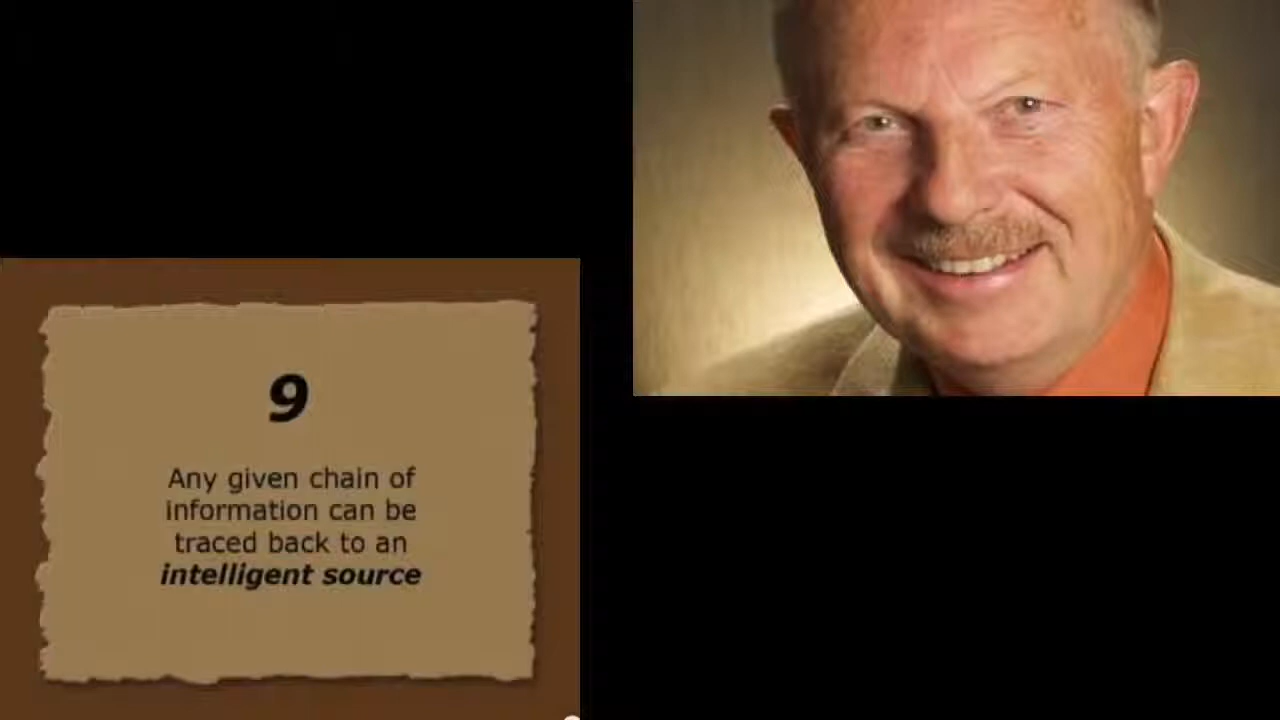 9
Any given chain of
information can be
traced back to an
intelligent source